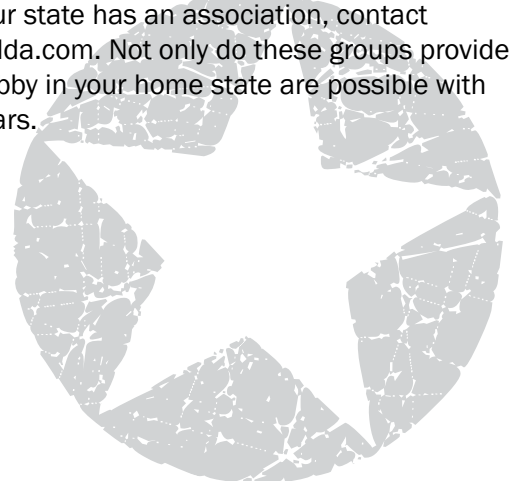 ur state has an association, contact
lda.com. Not only do these groups provide
bby in your home state are possible with
ars.